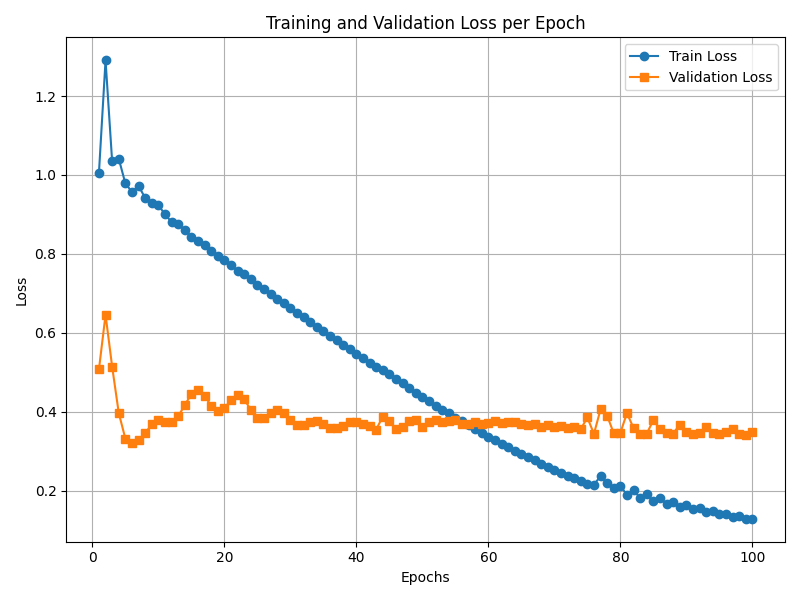 Training and Validation Loss per Epoch
Train Loss
Validation Loss
Loss
1.2
1.0
0.8
0.6
0.4
0.2
0 20 40 60 80 100
Epochs